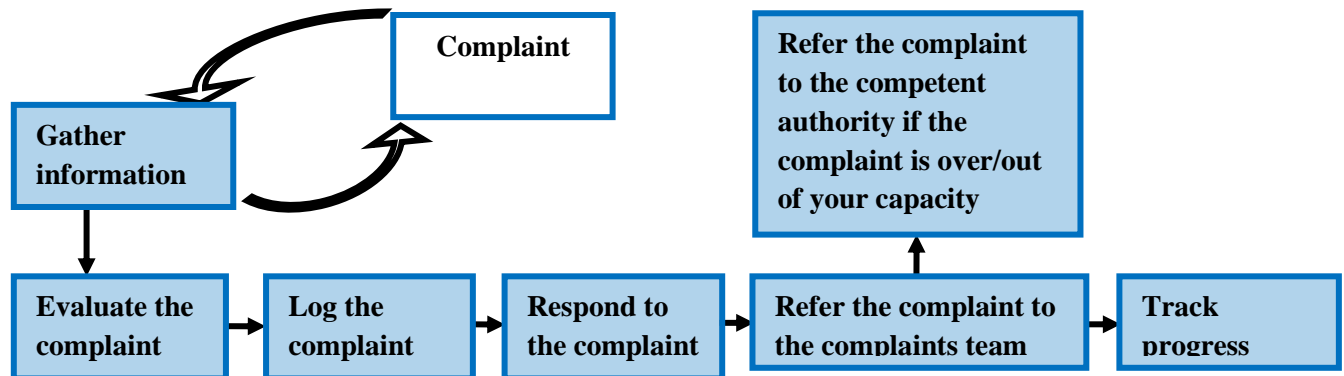 Complaint
Gather
information
Refer the complaint
to the competent
authority if the
complaint is over/out
of your capacity
Evaluate the
complaint
Log the
complaint
Respond to
the complaint
Refer the complaint to
the complaints team
Track
progress